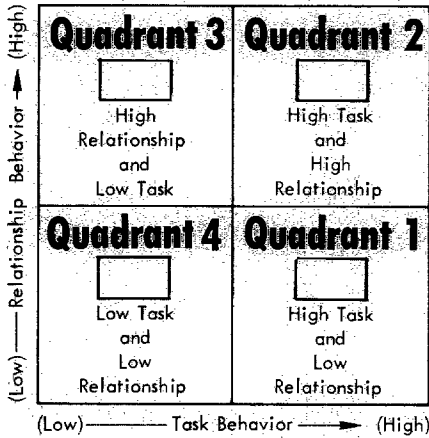 Quadrant 3
High
Relationship
and
Low Task
Quadrant 2
High Task
and
High
Relationship
Quadrant 4
Low Task
and
Low
Relationship
Quadrant 1
High Task
and
Low
Relationship
(Low)——Relationship Behavior→(High)
(Low)——Task Behavior→(High)